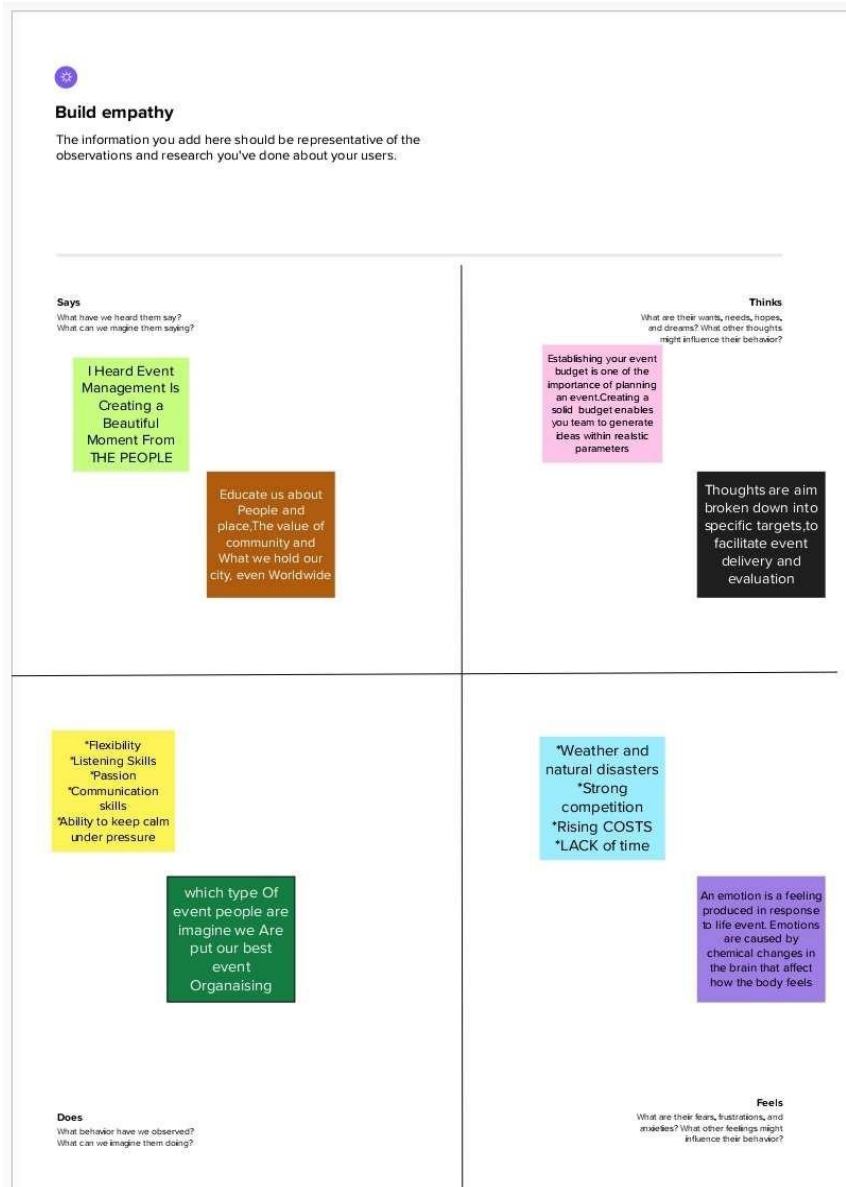 Build empathy
The information you add here should be representative of the
observations and research you've done about your users.
Says
What have we heard them say?
What can we magine them saying?
I Heard Event
Management Is
Creating a
Beautiful
Moment From
THE PEOPLE
Educate us about
People and
place,The value of
community and
What we hold our
city, even Worldwide
Thinks
What are their wants, needs, hopes,
and dreams? What other thoughts
might influence their behavior?
Establishing your event
budget is one of the
importance of planning
an event.Creating a
solid budget enables
you team to generate
ideas within realstic
parameters
Thoughts are aim
broken down into
specific targets,to
facilitate event
delivery and
evaluation
*Flexibility
*Listening Skills
*Passion
*Communication
skills
*Ability to keep calm
under pressure
which type Of
event people are
imagine we Are
put our best
event
Organaising
Does
What behavior have we observed?
What can we imagine them doing?
*Weather and
natural disasters
*Strong
competition
*Rising COSTS
*LACK of time
An emotion is a feeling
produced in response
to life event. Emotions
are caused by
chemical changes in
the brain that affect
how the body feels
Feels
What are their fears, frustrations, and
anxieties? What other feelings might
influence their behavior?